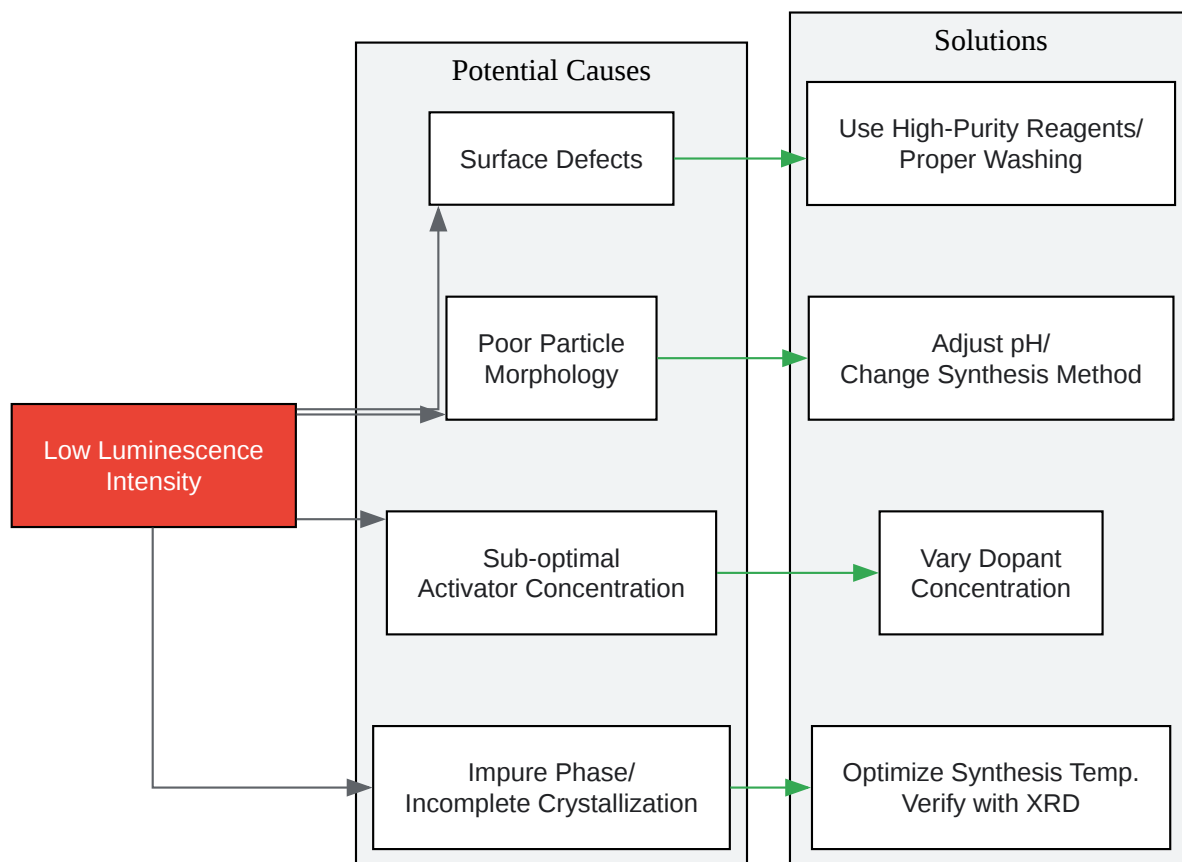 Solutions
Potential Causes
Surface Defects
Use High-Purity Reagents/
Proper Washing
Poor Particle
Morphology
Adjust pH/
Change Synthesis Method
Low Luminescence
Intensity
Sub-optimal
Activator Concentration
Vary Dopant
Concentration
Impure Phase/
Incomplete Crystallization
Optimize Synthesis Temp.
Verify with XRD